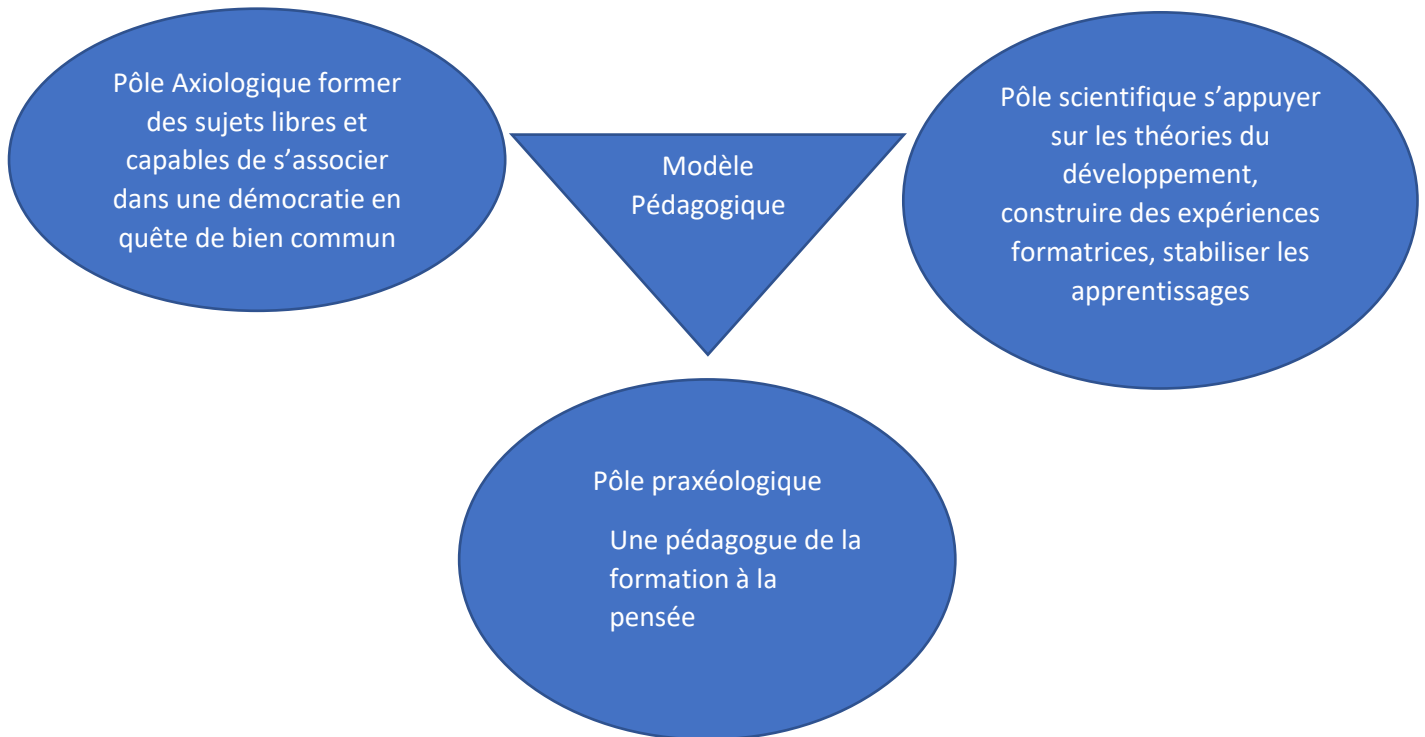 Pôle Axiologique former
des sujets libres et
capables de s’associer
dans une démocratie en
quête de bien commun
Modèle
Pédagogique
Pôle scientifique s’appuyer
sur les théories du
développement,
construire des expériences
formatrices, stabiliser les
apprentissages
Pôle praxéologique
Une pédagogue de la
formation à la
pensée